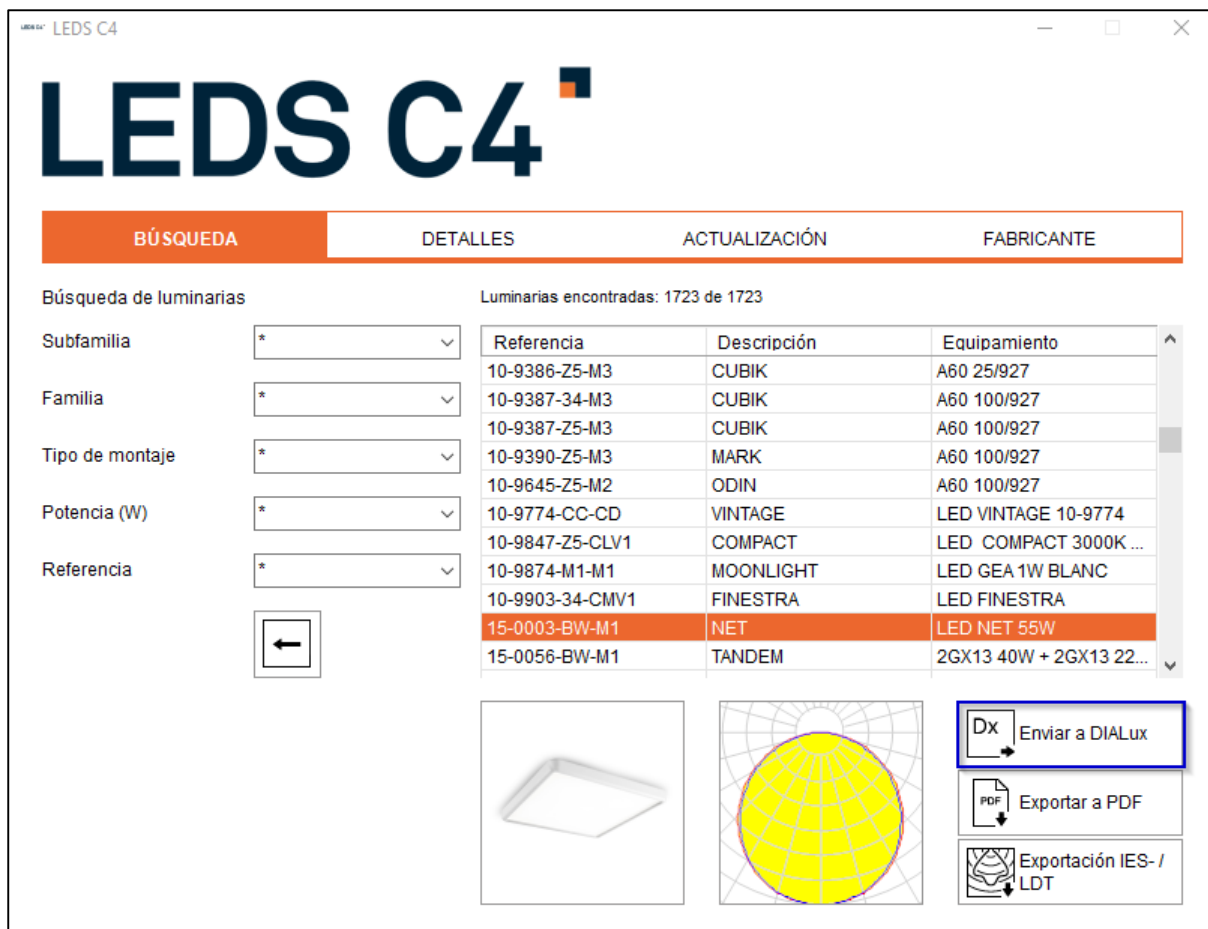 LEDS C4
LEDS C4
BÚSQUEDA DETALLES ACTUALIZACIÓN FABRICANTE
Búsqueda de luminarias
Luminarias encontradas: 1723 de 1723
Subfamilia *
Familia *
Tipo de montaje *
Potencia (W) *
Referencia *
Referencia Descripción Equipamiento
10-9386-Z5-M3 CUBIK A60 25/927
10-9387-34-M3 CUBIK A60 100/927
10-9387-Z5-M3 CUBIK A60 100/927
10-9390-Z5-M3 MARK A60 100/927
10-9645-Z5-M2 ODIN A60 100/927
10-9774-CC-CD VINTAGE LED VINTAGE 10-9774
10-9847-Z5-CLV1 COMPACT LED COMPACT 3000K ...
10-9874-M1-M1 MOONLIGHT LED GEA 1W BLANC
10-9903-34-CMV1 FINESTRA LED FINESTRA
15-0003-BW-M1 NET LED NET 55W
15-0056-BW-M1 TANDEM 2GX13 40W + 2GX13 22...
Dx Enviar a DIALux
PDF Exportar a PDF
Exportación IES- /
LDT